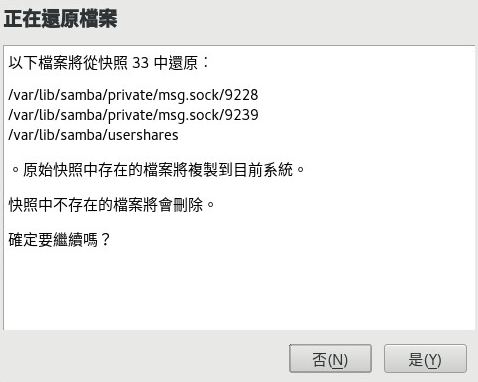 正在還原檔案
以下檔案將從快照 33 中還原：
/var/lib/samba/private/msg.sock/9228
/var/lib/samba/private/msg.sock/9239
/var/lib/samba/usershares
。原始快照中存在的檔案將複製到目前系統。
快照中不存在的檔案將會刪除。
確定要繼續嗎？
否(N)
是(Y)